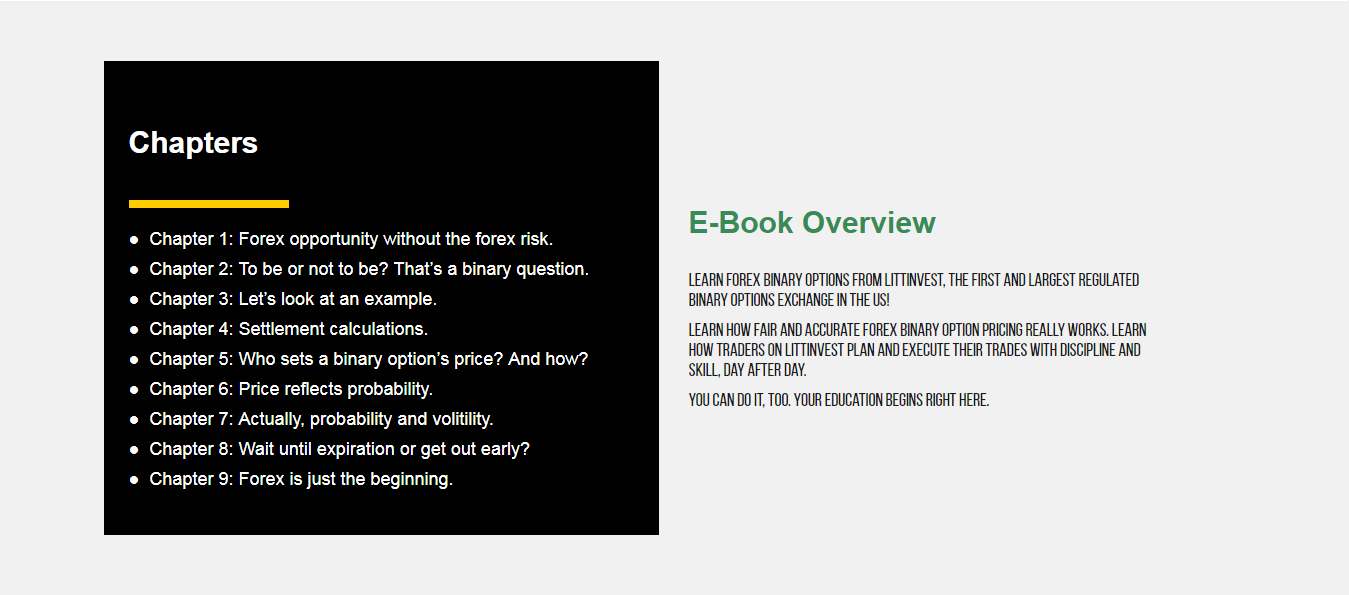 Chapters
● Chapter 1: Forex opportunity without the forex risk.
● Chapter 2: To be or not to be? That’s a binary question.
● Chapter 3: Let’s look at an example.
● Chapter 4: Settlement calculations.
● Chapter 5: Who sets a binary option’s price? And how?
● Chapter 6: Price reflects probability.
● Chapter 7: Actually, probability and volitility.
● Chapter 8: Wait until expiration or get out early?
● Chapter 9: Forex is just the beginning.
E-Book Overview
LEARN FOREX BINARY OPTIONS FROM LITTINVEST, THE FIRST AND LARGEST REGULATED
BINARY OPTIONS EXCHANGE IN THE US!
LEARN HOW FAIR AND ACCURATE FOREX BINARY OPTION PRICING REALLY WORKS. LEARN
HOW TRADERS ON LITTINVEST PLAN AND EXECUTE THEIR TRADES WITH DISCIPLINE AND
SKILL, DAY AFTER DAY.
YOU CAN DO IT, TOO. YOUR EDUCATION BEGINS RIGHT HERE.